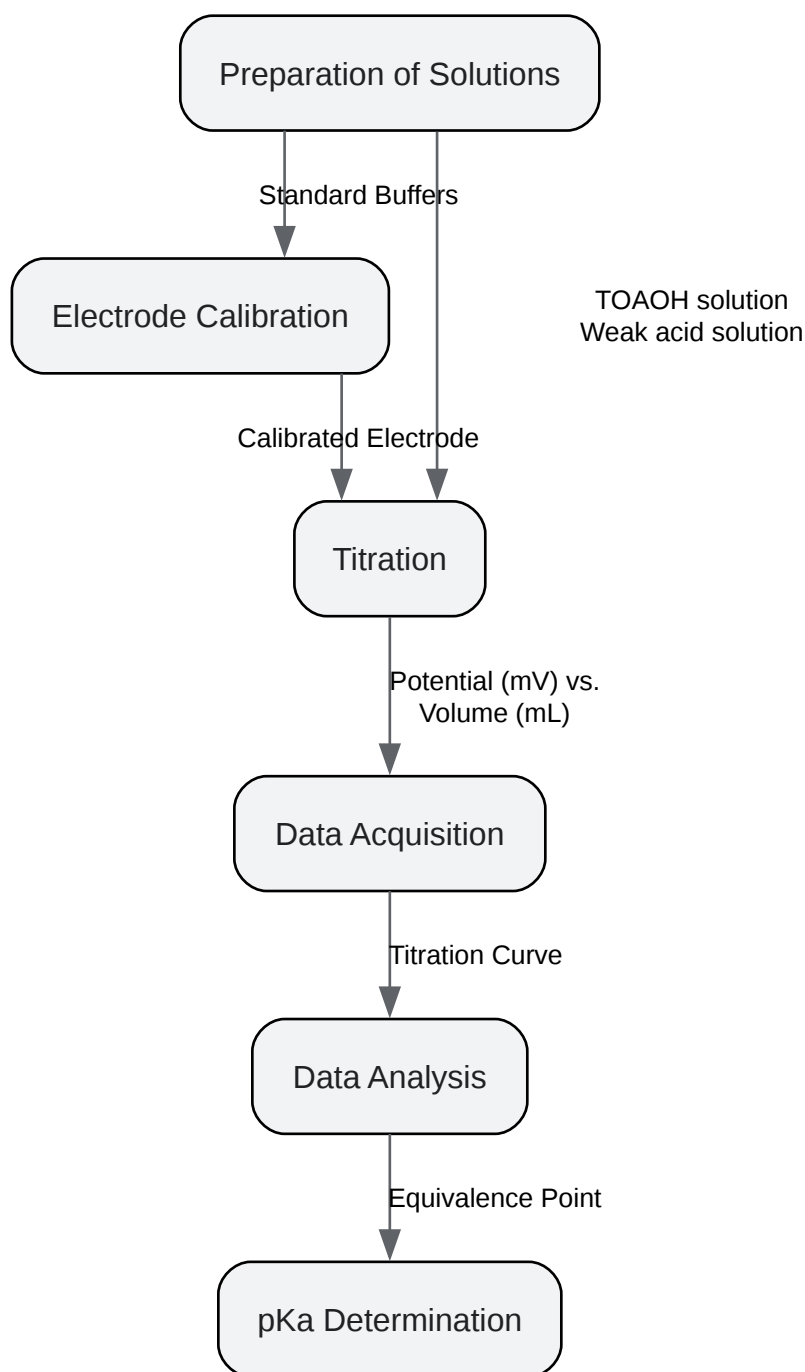 Preparation of Solutions
Standard Buffers
Electrode Calibration
TOAOH solution
Weak acid solution
Calibrated Electrode
Titration
Potential (mV) vs.
Volume (mL)
Data Acquisition
Titration Curve
Data Analysis
Equivalence Point
pKa Determination